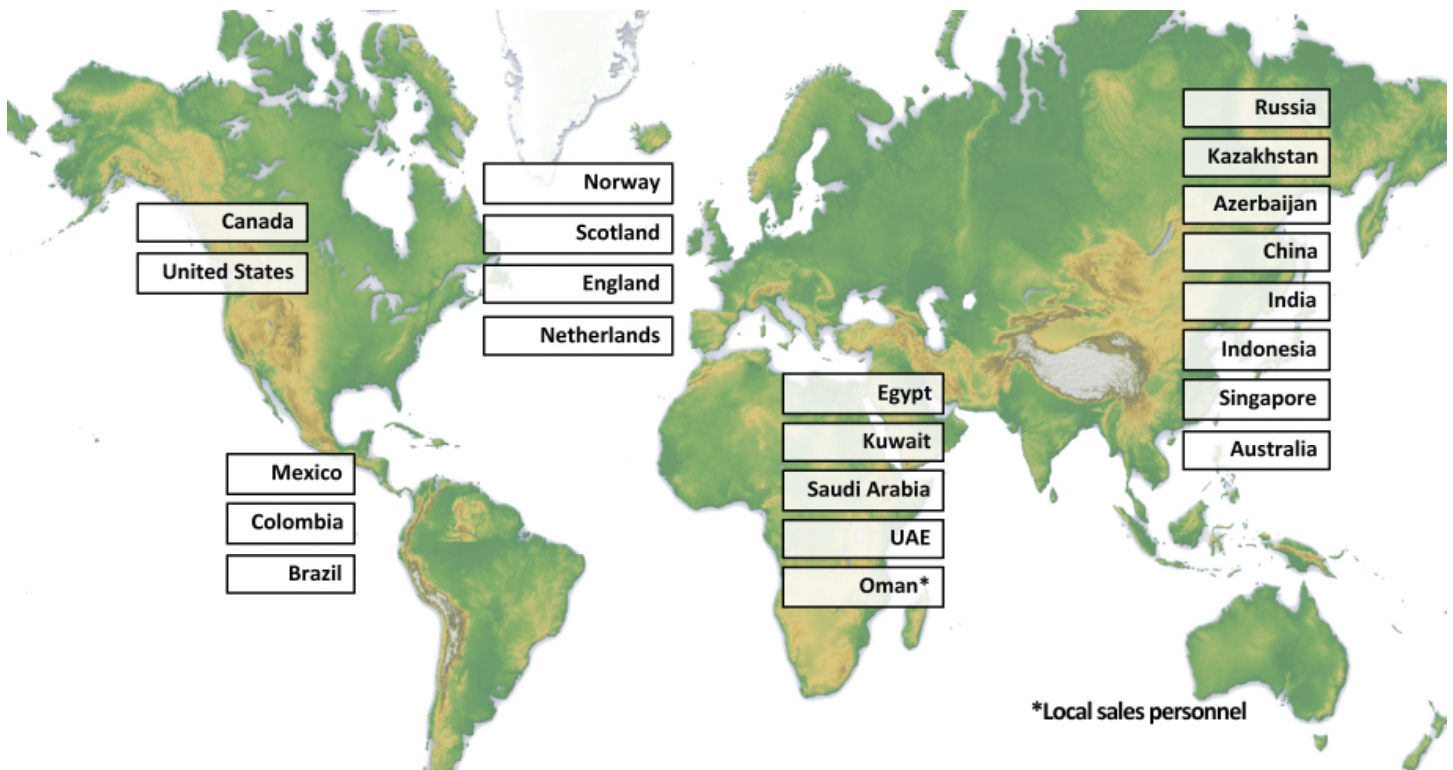 Canada
United States
Mexico
Colombia
Brazil
Norway
Scotland
England
Netherlands
Egypt
Kuwait
Saudi Arabia
UAE
Oman*
Russia
Kazakhstan
Azerbaijan
China
India
Indonesia
Singapore
Australia
*Local sales personnel